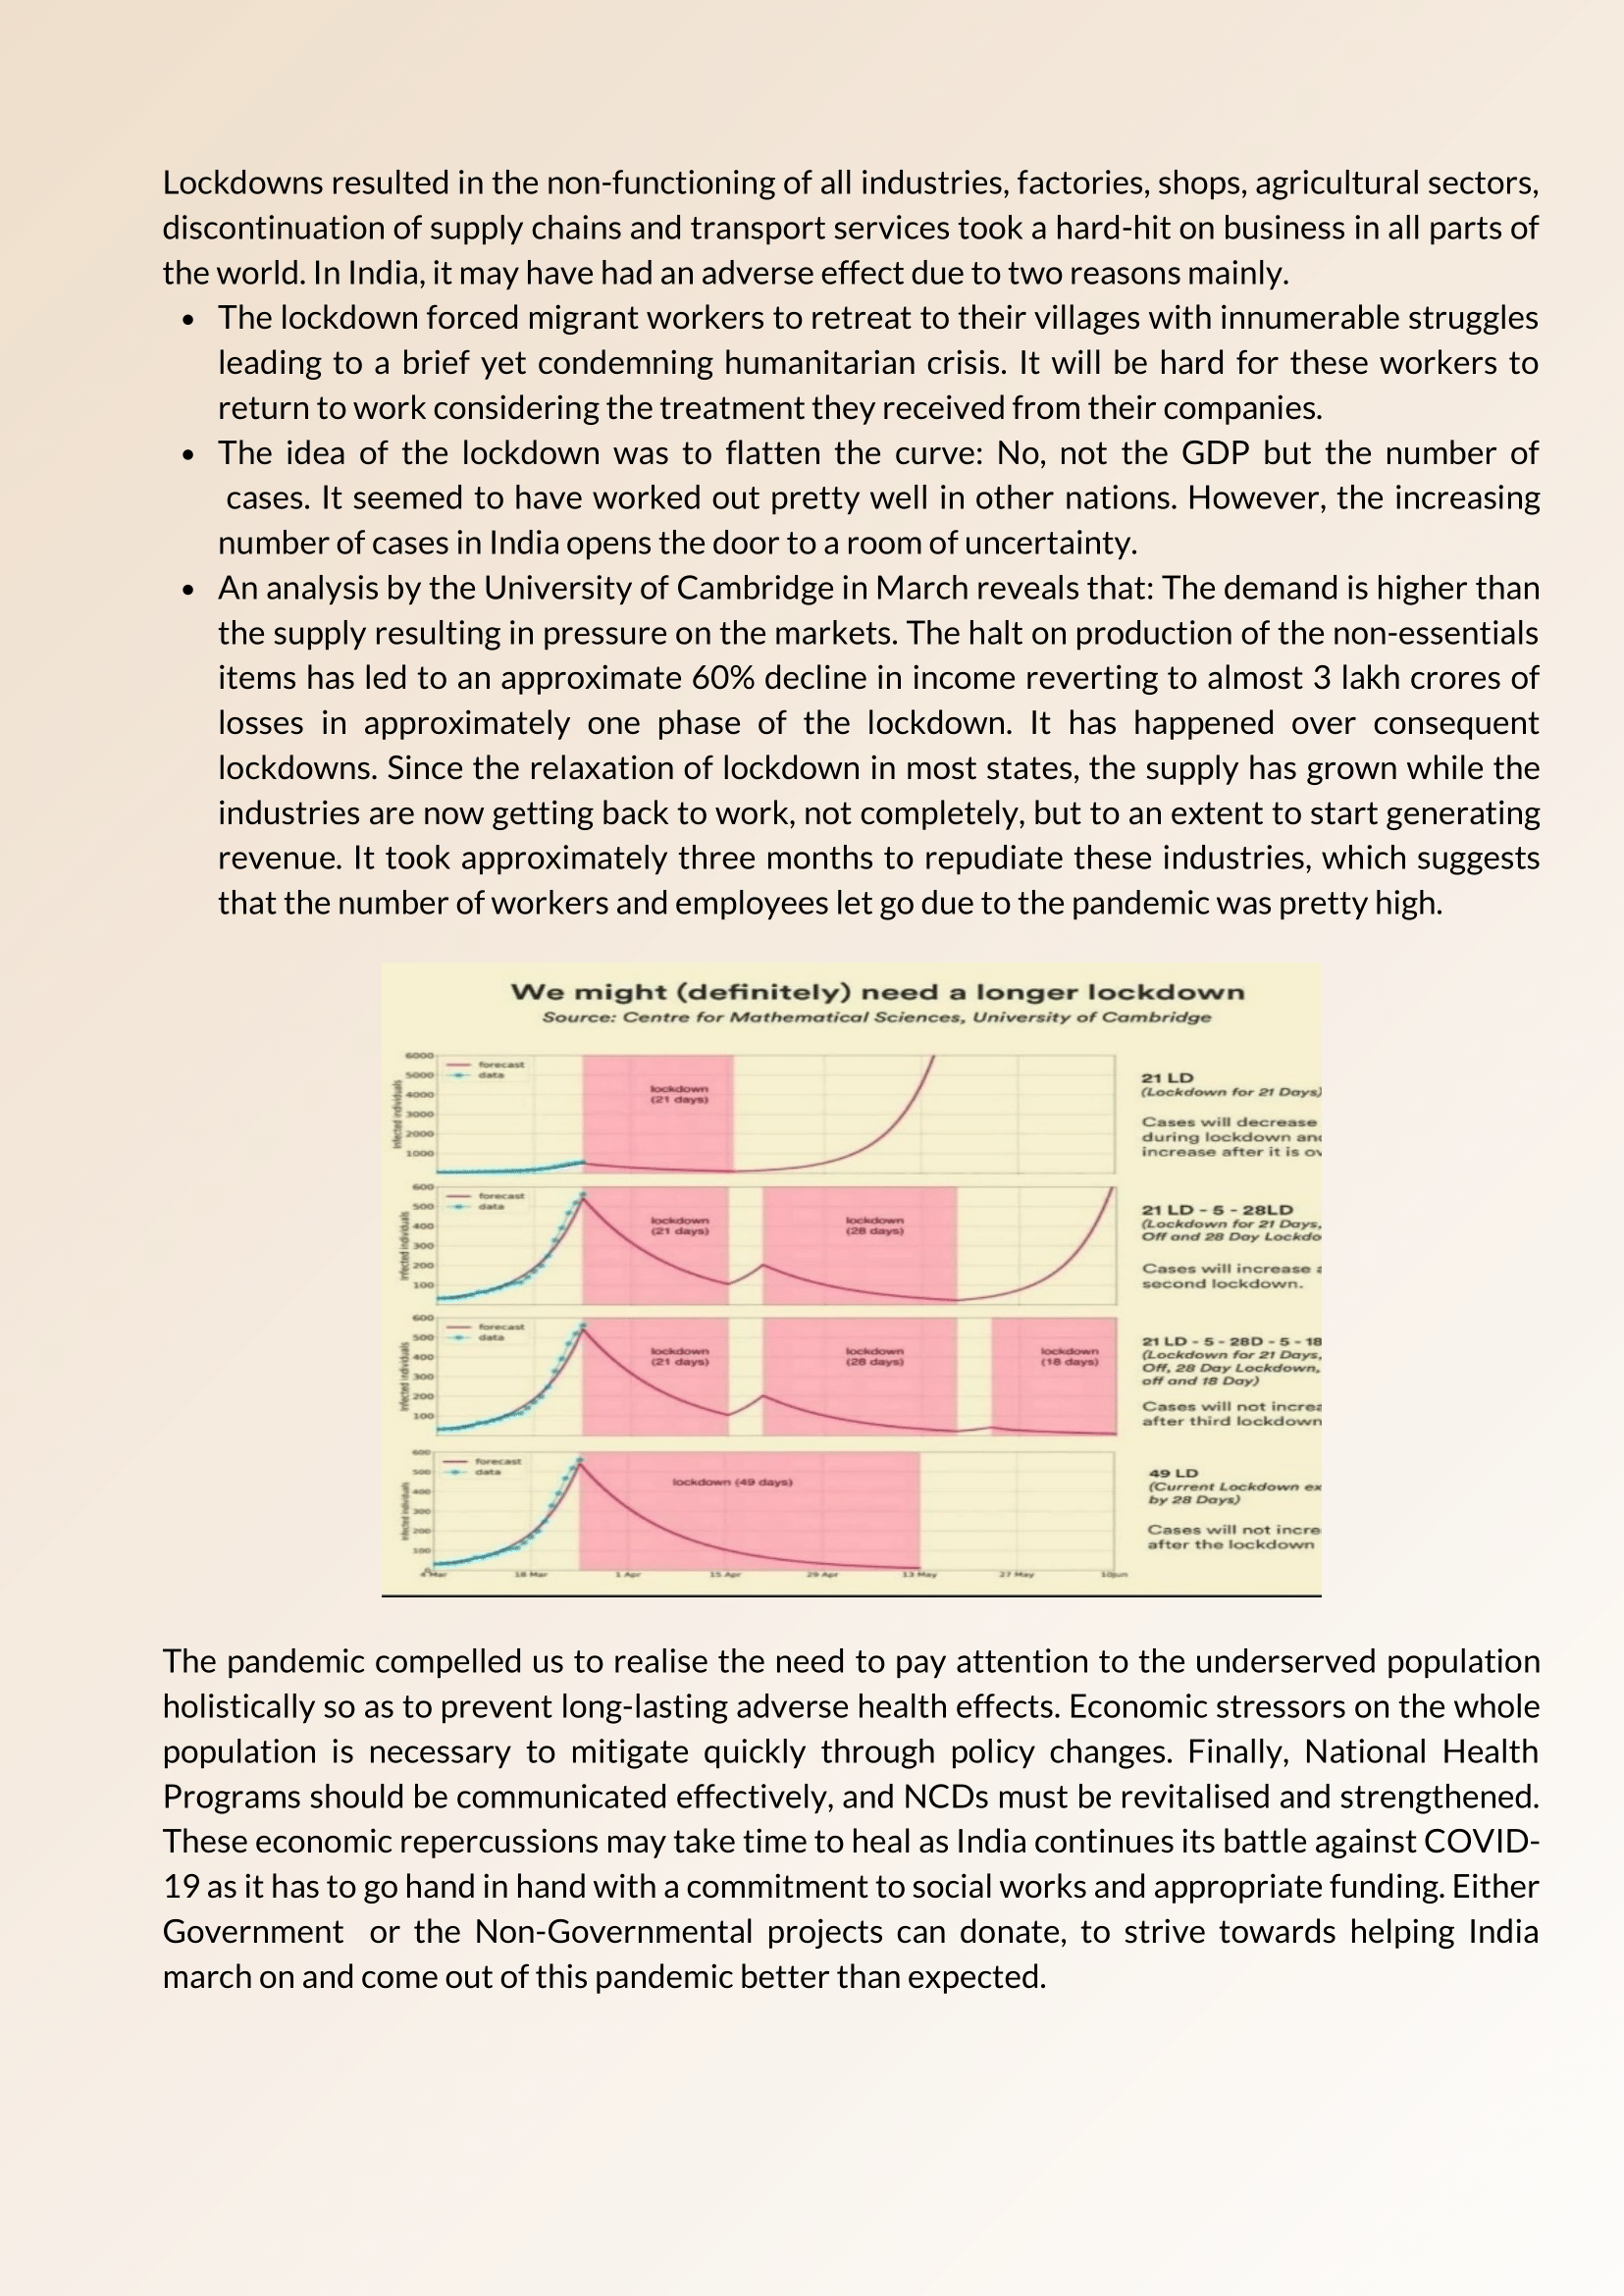 Lockdowns resulted in the non-functioning of all industries, factories, shops, agricultural sectors,
discontinuation of supply chains and transport services took a hard-hit on business in all parts of
the world. In India, it may have had an adverse effect due to two reasons mainly.
• The lockdown forced migrant workers to retreat to their villages with innumerable struggles
leading to a brief yet condemning humanitarian crisis. It will be hard for these workers to
return to work considering the treatment they received from their companies.
• The idea of the lockdown was to flatten the curve: No, not the GDP but the number of
cases. It seemed to have worked out pretty well in other nations. However, the increasing
number of cases in India opens the door to a room of uncertainty.
• An analysis by the University of Cambridge in March reveals that: The demand is higher than
the supply resulting in pressure on the markets. The halt on production of the non-essentials
items has led to an approximate 60% decline in income reverting to almost 3 lakh crores of
losses in approximately one phase of the lockdown. It has happened over consequent
lockdowns. Since the relaxation of lockdown in most states, the supply has grown while the
industries are now getting back to work, not completely, but to an extent to start generating
revenue. It took approximately three months to repudiate these industries, which suggests
that the number of workers and employees let go due to the pandemic was pretty high.
We might (definitely) need a longer lockdown
Source: Centre for Mathematical Sciences, University of Cambridge
Infected individuals
6000
5000
4000
3000
2000
1000
forecast
data
lockdown
(21 days)
21 LD
(Lockdown for 21 Days)
Cases will decrease
during lockdown and
increase after it is ov
Infected individuals
600
500
400
300
200
100
forecast
data
lockdown
(21 days)
lockdown
(28 days)
21 LD - 5 - 28LD
(Lockdown for 21 Days,
Off and 28 Day Lockdo
Cases will increase a
second lockdown.
Infected individuals
600
500
400
300
200
100
forecast
data
lockdown
(21 days)
lockdown
(28 days)
lockdown
(18 days)
21 LD - 5 - 28D - 5 - 18
(Lockdown for 21 Days,
Off, 28 Day Lockdown,
off and 18 Day)
Cases will not increa
after third lockdown
Infected individuals
600
500
400
300
200
100
0
forecast
data
lockdown (49 days)
49 LD
(Current Lockdown ex
by 28 Days)
Cases will not incre
after the lockdown
4 Mar 18 Mar 1 Apr 15 Apr 29 Apr 13 May 27 May 10jun
The pandemic compelled us to realise the need to pay attention to the underserved population
holistically so as to prevent long-lasting adverse health effects. Economic stressors on the whole
population is necessary to mitigate quickly through policy changes. Finally, National Health
Programs should be communicated effectively, and NCDs must be revitalised and strengthened.
These economic repercussions may take time to heal as India continues its battle against COVID-
19 as it has to go hand in hand with a commitment to social works and appropriate funding. Either
Government or the Non-Governmental projects can donate, to strive towards helping India
march on and come out of this pandemic better than expected.